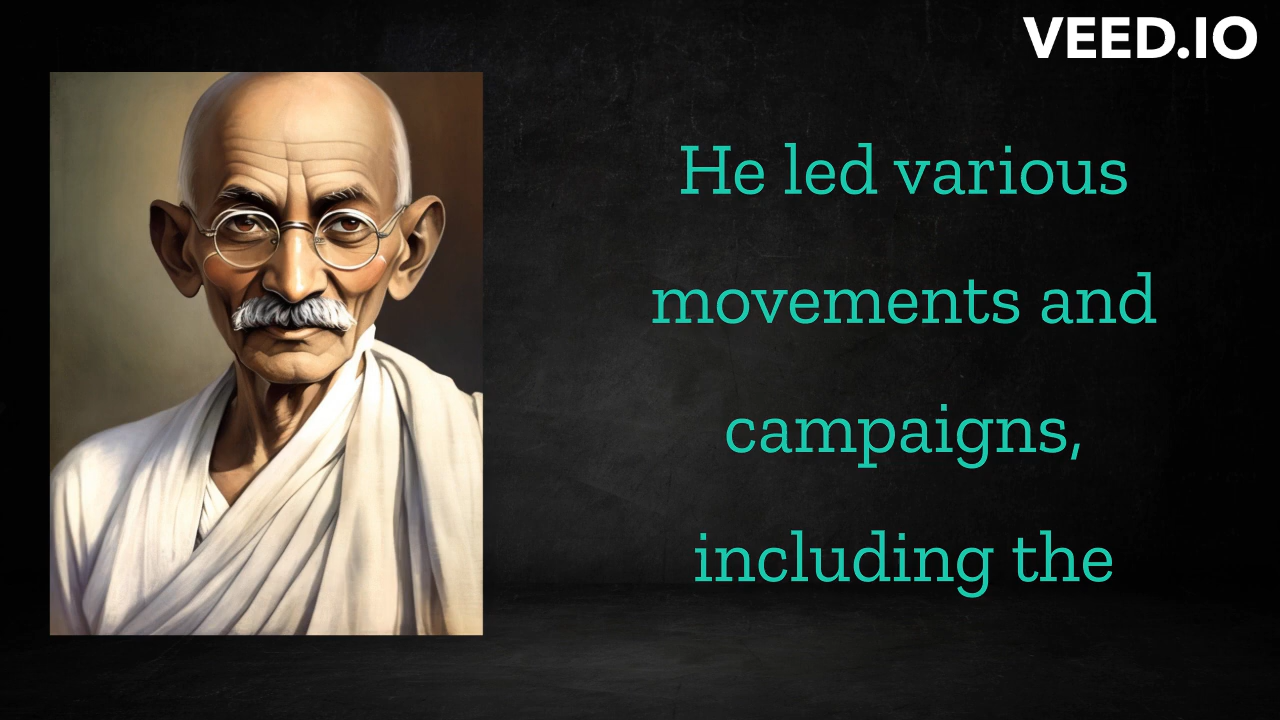 VEED.IO
He led various
movements and
campaigns,
including the